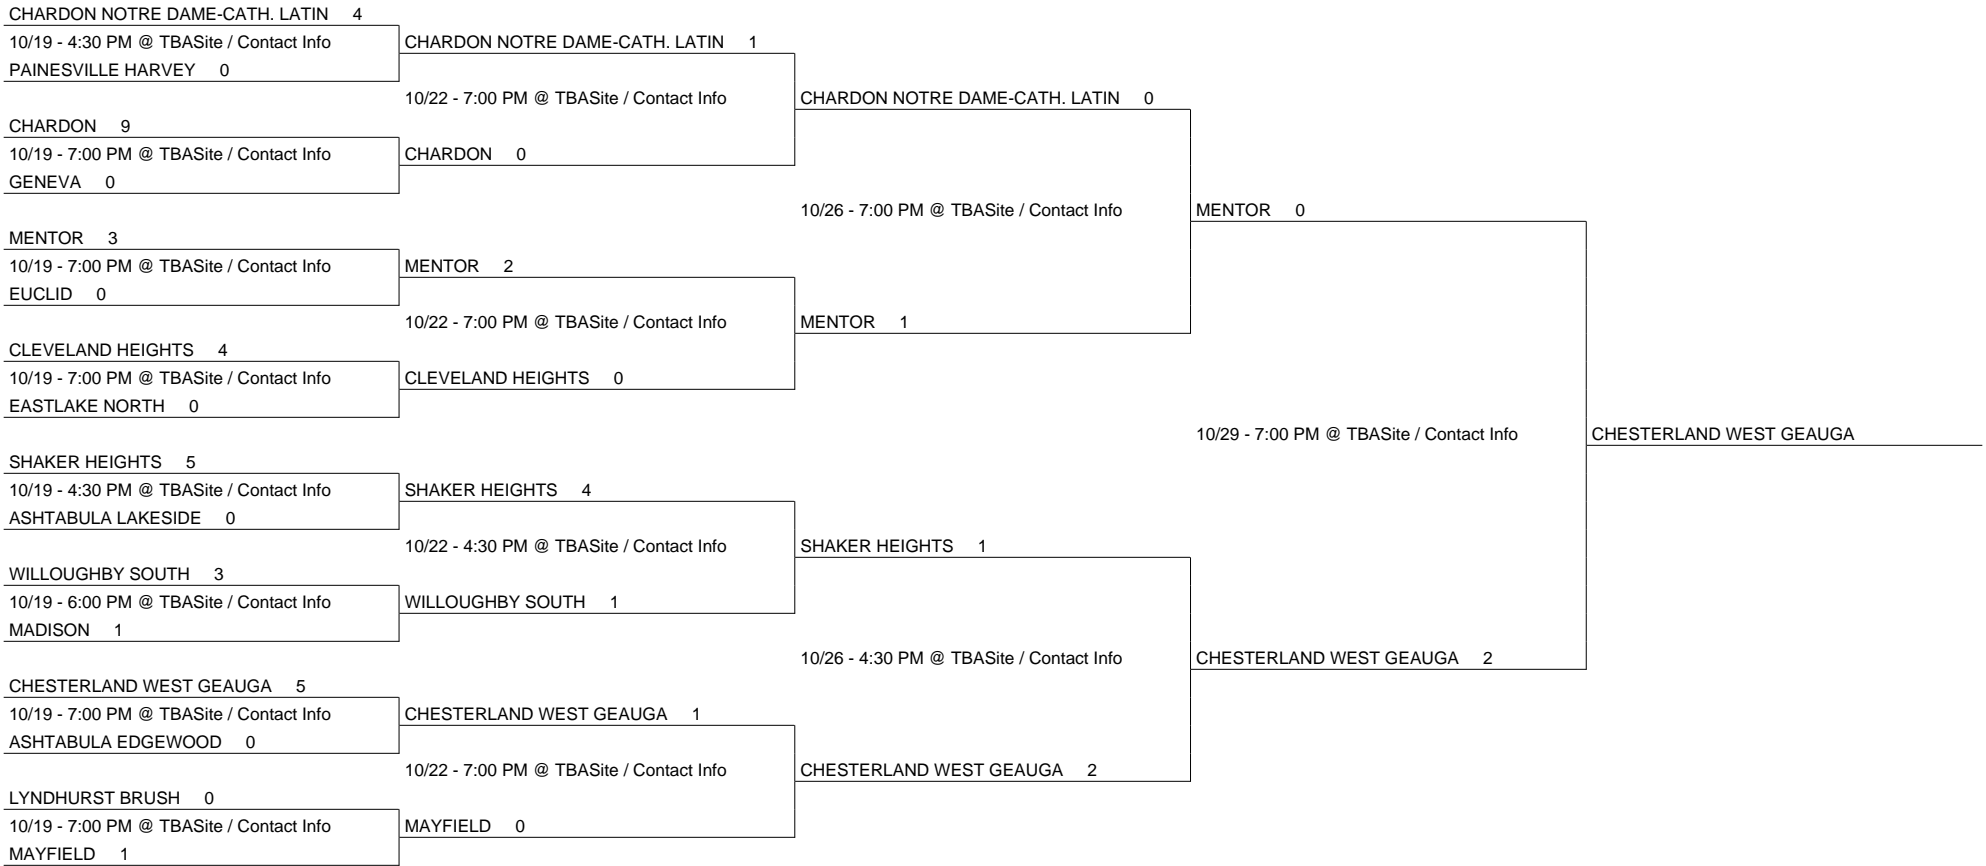 CHARDON NOTRE DAME-CATH. LATIN 4
10/19 - 4:30 PM @ TBASite / Contact Info
PAINESVILLE HARVEY 0
CHARDON 9
10/19 - 7:00 PM @ TBASite / Contact Info
GENEVA 0
MENTOR 3
10/19 - 7:00 PM @ TBASite / Contact Info
EUCLID 0
CLEVELAND HEIGHTS 4
10/19 - 7:00 PM @ TBASite / Contact Info
EASTLAKE NORTH 0
SHAKER HEIGHTS 5
10/19 - 4:30 PM @ TBASite / Contact Info
ASHTABULA LAKESIDE 0
WILLOUGHBY SOUTH 3
10/19 - 6:00 PM @ TBASite / Contact Info
MADISON 1
CHESTERLAND WEST GEAUGA 5
10/19 - 7:00 PM @ TBASite / Contact Info
ASHTABULA EDGEWOOD 0
LYNDHURST BRUSH 0
10/19 - 7:00 PM @ TBASite / Contact Info
MAYFIELD 1
CHARDON NOTRE DAME-CATH. LATIN 1
10/22 - 7:00 PM @ TBASite / Contact Info
CHARDON 0
MENTOR 2
10/22 - 7:00 PM @ TBASite / Contact Info
CLEVELAND HEIGHTS 0
SHAKER HEIGHTS 4
10/22 - 4:30 PM @ TBASite / Contact Info
WILLOUGHBY SOUTH 1
CHESTERLAND WEST GEAUGA 1
10/22 - 7:00 PM @ TBASite / Contact Info
MAYFIELD 0
CHARDON NOTRE DAME-CATH. LATIN 0
10/26 - 7:00 PM @ TBASite / Contact Info
MENTOR 1
SHAKER HEIGHTS 1
10/26 - 4:30 PM @ TBASite / Contact Info
CHESTERLAND WEST GEAUGA 2
MENTOR 0
10/29 - 7:00 PM @ TBASite / Contact Info
CHESTERLAND WEST GEAUGA 2
CHESTERLAND WEST GEAUGA